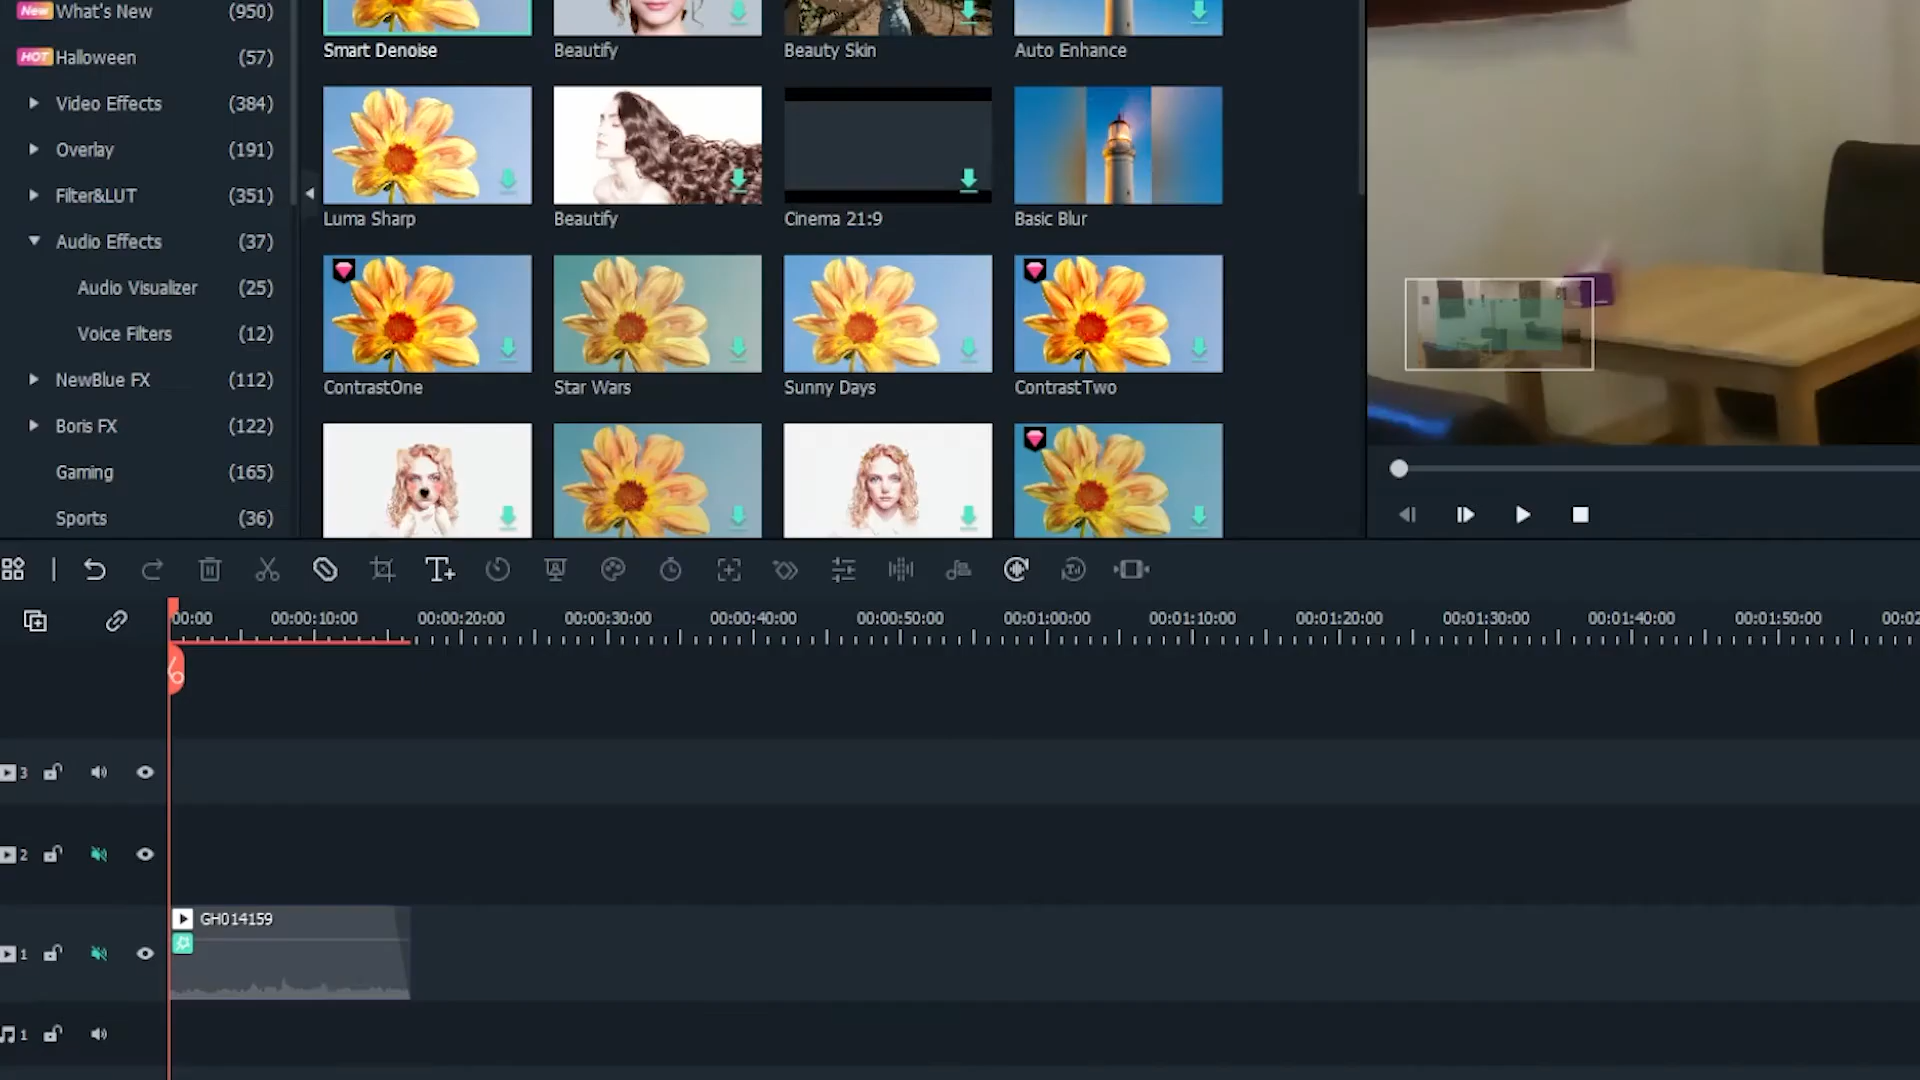 New What's New (950)
HOT Halloween (57)
Video Effects (384)
Overlay (191)
Filter&LUT (351)
Audio Effects (37)
Audio Visualizer (25)
Voice Filters (12)
NewBlue FX (112)
Boris FX (122)
Gaming (165)
Sports (36)
Smart Denoise
Beautify
Beauty Skin
Auto Enhance
Luma Sharp
Beautify
Cinema 21:9
Basic Blur
ContrastOne
Star Wars
Sunny Days
ContrastTwo
00:00
00:00:10:00
00:00:20:00
00:00:30:00
00:00:40:00
00:00:50:00
00:01:00:00
00:01:10:00
00:01:20:00
00:01:30:00
00:01:40:00
00:01:50:00
00:02
3
2
GH014159
1
1